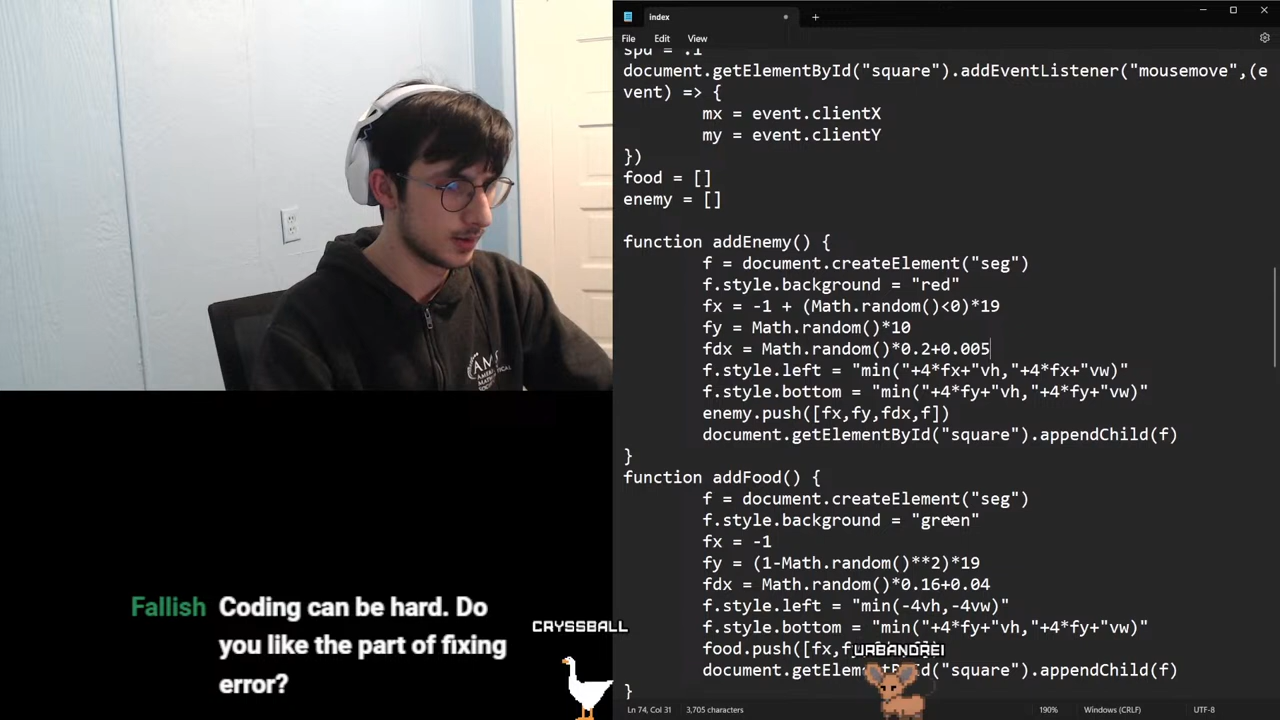 index
File Edit View
spd = .1
document.getElementById("square").addEventListener("mousemove",(e
vent) => {
mx = event.clientX
my = event.clientY
})
food = []
enemy = []
function addEnemy() {
f = document.createElement("seg")
f.style.background = "red"
fx = -1 + (Math.random()<0)*19
fy = Math.random()*10
fdx = Math.random()*0.2+0.005
f.style.left = "min("+4*fx+"vh,"+4*fx+"vw)"
f.style.bottom = "min("+4*fy+"vh,"+4*fy+"vw)"
enemy.push([fx,fy,fdx,f])
document.getElementById("square").appendChild(f)
}
function addFood() {
f = document.createElement("seg")
f.style.background = "green"
fx = -1
fy = (1-Math.random()**2)*19
fdx = Math.random()*0.16+0.04
f.style.left = "min(-4vh,-4vw)"
f.style.bottom = "min("+4*fy+"vh,"+4*fy+"vw)"
food.push([fx,f
document.getElementById("square").appendChild(f)
}
Ln 74, Col 31 3,705 characters 190% Windows (CRLF) UTF-8
Fallish Coding can be hard. Do
you like the part of fixing
error?
CRYSSBALL
URBANDREI